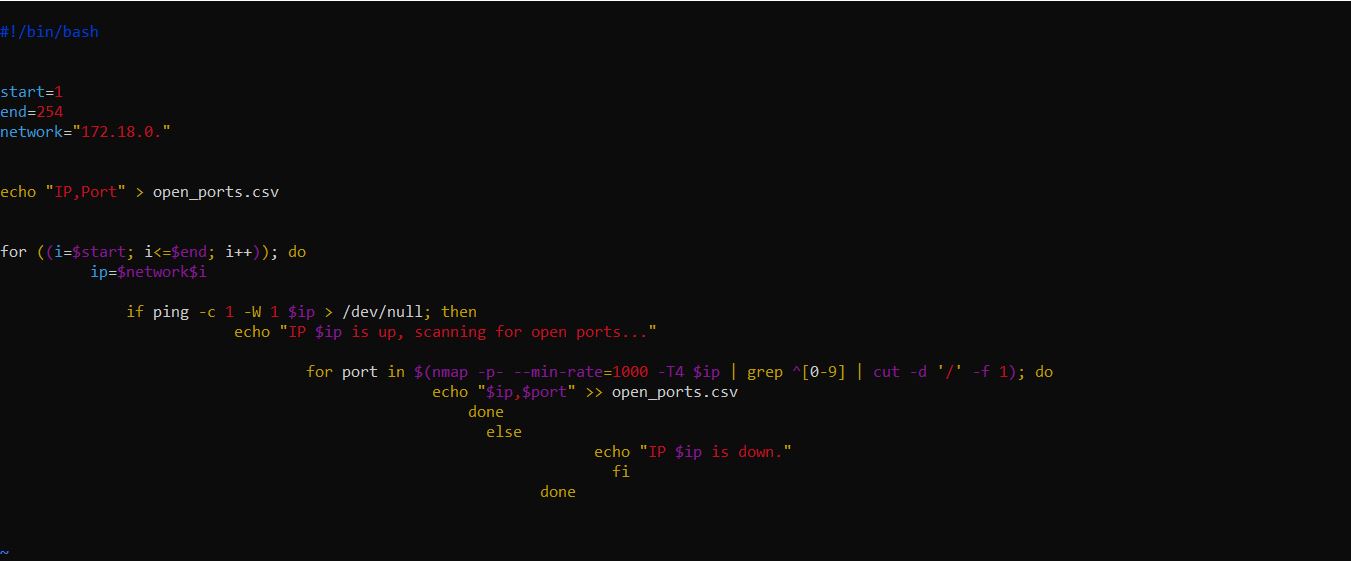 #!/bin/bash
start=1
end=254
network="172.18.0."
echo "IP,Port" > open_ports.csv
for ((i=$start; i<=$end; i++)); do
ip=$network$i
if ping -c 1 -W 1 $ip > /dev/null; then
echo "IP $ip is up, scanning for open ports..."
for port in $(nmap -p- --min-rate=1000 -T4 $ip | grep ^[0-9] | cut -d '/' -f 1); do
echo "$ip,$port" >> open_ports.csv
done
else
echo "IP $ip is down."
fi
done
~